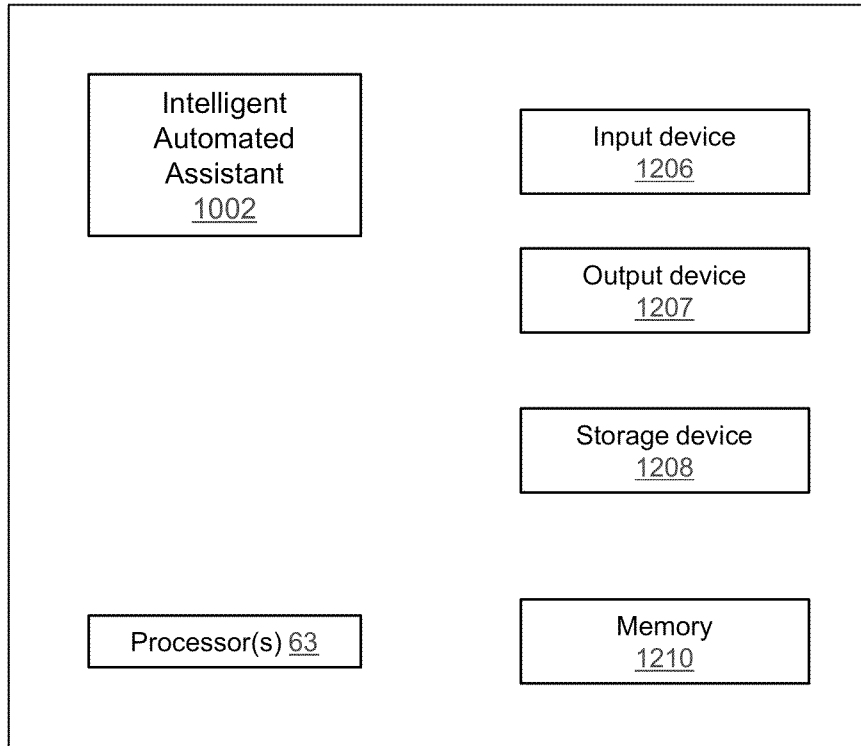 Intelligent
Automated
Assistant
1002
Input device
1206
Output device
1207
Storage device
1208
Processor(s) 63
Memory
1210